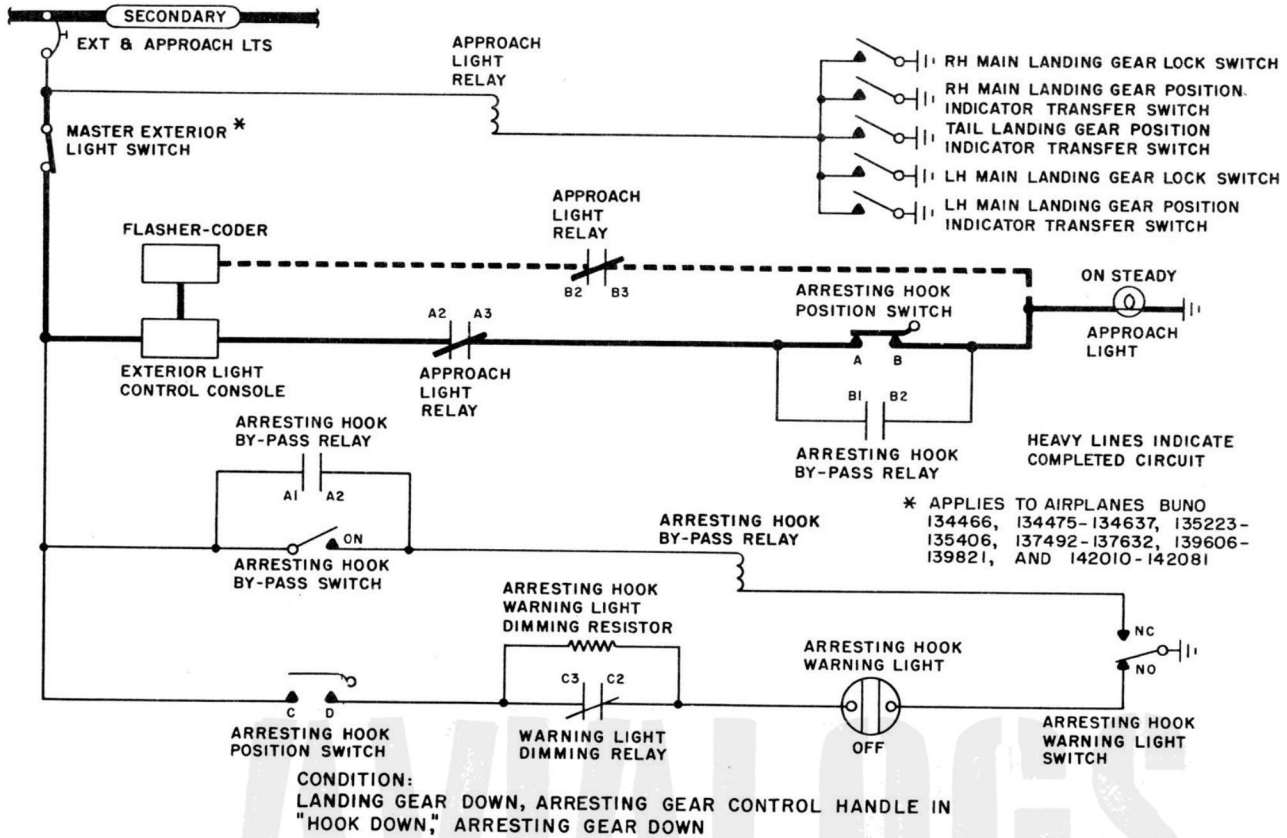 SECONDARY
EXT & APPROACH LTS
APPROACH
LIGHT
RELAY
RH MAIN LANDING GEAR LOCK SWITCH
RH MAIN LANDING GEAR POSITION
INDICATOR TRANSFER SWITCH
TAIL LANDING GEAR POSITION
INDICATOR TRANSFER SWITCH
LH MAIN LANDING GEAR LOCK SWITCH
LH MAIN LANDING GEAR POSITION
INDICATOR TRANSFER SWITCH
MASTER EXTERIOR *
LIGHT SWITCH
APPROACH
LIGHT
RELAY
B2 B3
FLASHER-CODER
ON STEADY
APPROACH
LIGHT
ARRESTING HOOK
POSITION SWITCH
A B
A2 A3
APPROACH
LIGHT
RELAY
EXTERIOR LIGHT
CONTROL CONSOLE
B1 B2
ARRESTING HOOK
BY-PASS RELAY
HEAVY LINES INDICATE
COMPLETED CIRCUIT
ARRESTING HOOK
BY-PASS RELAY
A1 A2
ON
ARRESTING HOOK
BY-PASS SWITCH
ARRESTING HOOK
BY-PASS RELAY
* APPLIES TO AIRPLANES BUNO
134466, 134475-134637, 135223-
135406, 137492-137632, 139606-
139821, AND 142010-142081
ARRESTING HOOK
WARNING LIGHT
DIMMING RESISTOR
C3 C2
WARNING LIGHT
DIMMING RELAY
ARRESTING HOOK
WARNING LIGHT
OFF
NC
NO
ARRESTING HOOK
WARNING LIGHT
SWITCH
C D
ARRESTING HOOK
POSITION SWITCH
CONDITION:
LANDING GEAR DOWN, ARRESTING GEAR CONTROL HANDLE IN
"HOOK DOWN," ARRESTING GEAR DOWN